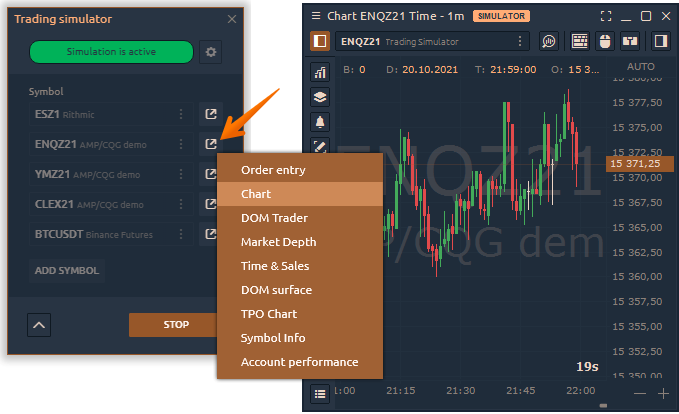 Trading simulator
Simulation is active
Symbol
ESZ1 Rithmic
ENQZ21 AMP/CQG demo
YMZ21 AMP/CQG demo
CLEX21 AMP/CQG demo
BTCUSDT Binance Futures
ADD SYMBOL
STOP
Order entry
Chart
DOM Trader
Market Depth
Time & Sales
DOM surface
TPO Chart
Symbol Info
Account performance
Chart ENQZ21 Time - 1m SIMULATOR
ENQZ21 Trading Simulator
B: 0 D: 20.10.2021 T: 21:59:00 O: 15 3... AUTO
15 380,00
15 377,50
15 375,00
15 372,50
15 371,25
15 370,00
15 367,50
15 365,00
15 362,50
15 360,00
15 357,50
15 355,00
15 352,50
15 350,00
ENQZ21
AMP/CQG dem
19s
1:00 21:15 21:30 21:45 22:00